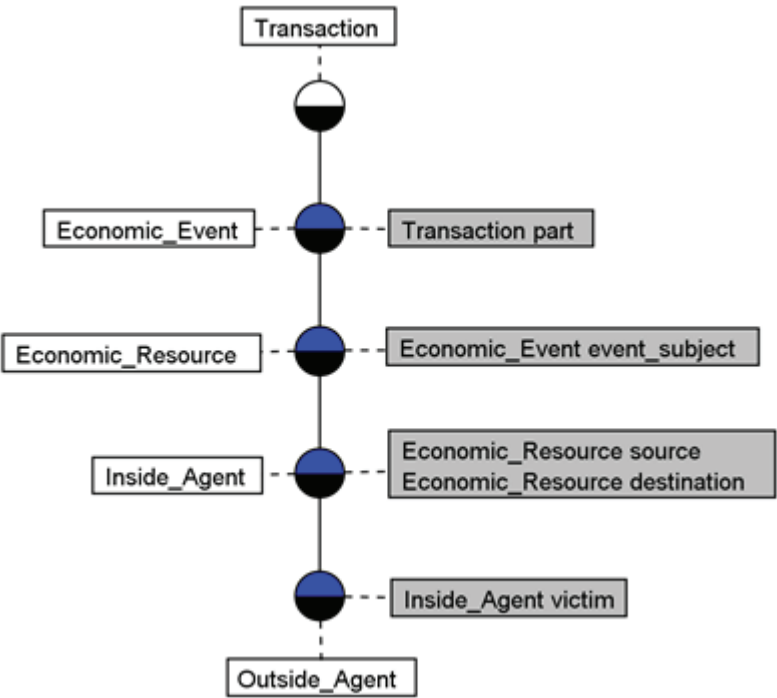 Transaction
Economic_Event
Transaction part
Economic_Resource
Economic_Event event_subject
Inside_Agent
Economic_Resource source
Economic_Resource destination
Inside_Agent victim
Outside_Agent